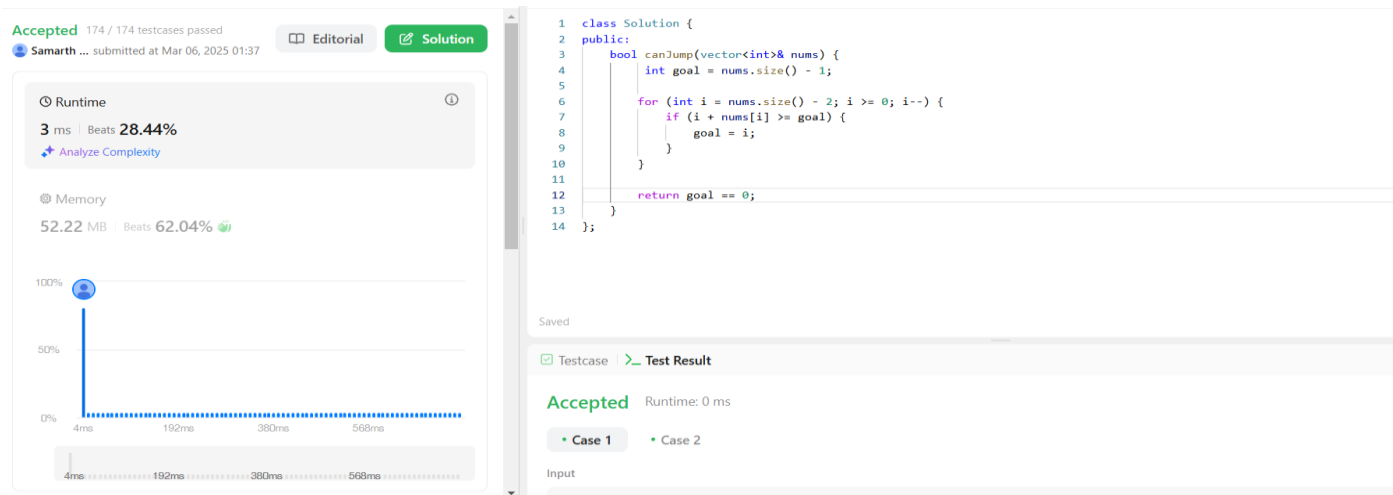 Accepted 174 / 174 testcases passed
Samarth ... submitted at Mar 06, 2025 01:37
Editorial
Solution
Runtime
3 ms Beats 28.44%
Analyze Complexity
Memory
52.22 MB Beats 62.04%
100%
50%
0%
4ms 192ms 380ms 568ms
4ms 192ms 380ms 568ms
1 class Solution {
2 public:
3     bool canJump(vector<int>& nums) {
4          int goal = nums.size() - 1;
5
6         for (int i = nums.size() - 2; i >= 0; i--) {
7             if (i + nums[i] >= goal) {
8                 goal = i;
9             }
10         }
11
12         return goal == 0;
13     }
14 };
Saved
Testcase
Test Result
Accepted Runtime: 0 ms
• Case 1 • Case 2
Input